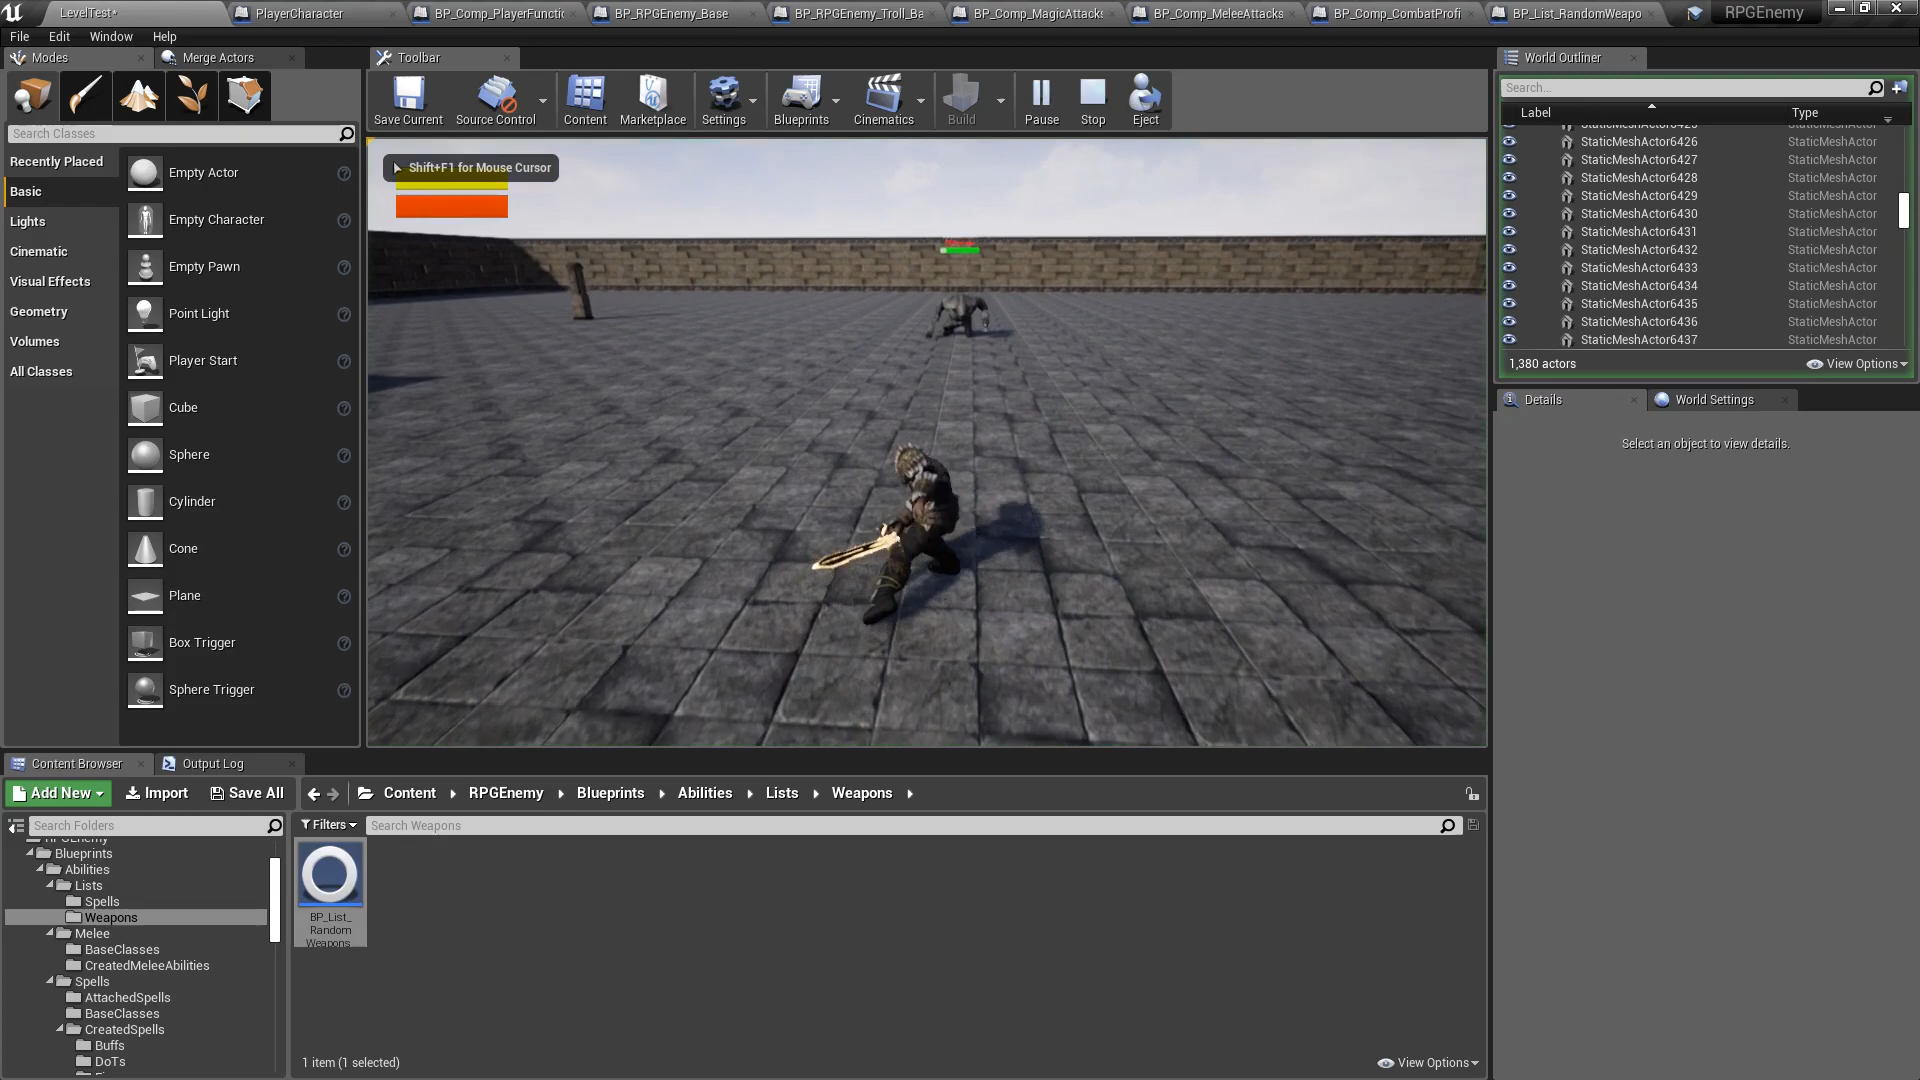 LevelTest*
PlayerCharacter
BP_Comp_PlayerFunctic
BP_RPGEnemy_Base
BP_RPGEnemy_Troll_Ba
BP_Comp_MagicAttacks
BP_Comp_MeleeAttacks
BP_Comp_CombatProfi
BP_List_RandomWeapo
RPGEnemy
File
Edit
Window
Help
Modes
Merge Actors
Toolbar
World Outliner
Save Current
Source Control
Content
Marketplace
Settings
Blueprints
Cinematics
Build
Pause
Stop
Eject
Search...
Label
Type
Search Classes
Recently Placed
Basic
Lights
Cinematic
Visual Effects
Geometry
Volumes
All Classes
Empty Actor
Empty Character
Empty Pawn
Point Light
Player Start
Cube
Sphere
Cylinder
Cone
Plane
Box Trigger
Sphere Trigger
Shift+F1 for Mouse Cursor
StaticMeshActor6426 StaticMeshActor
StaticMeshActor6427 StaticMeshActor
StaticMeshActor6428 StaticMeshActor
StaticMeshActor6429 StaticMeshActor
StaticMeshActor6430 StaticMeshActor
StaticMeshActor6431 StaticMeshActor
StaticMeshActor6432 StaticMeshActor
StaticMeshActor6433 StaticMeshActor
StaticMeshActor6434 StaticMeshActor
StaticMeshActor6435 StaticMeshActor
StaticMeshActor6436 StaticMeshActor
StaticMeshActor6437 StaticMeshActor
1,380 actors
View Options
Details
World Settings
Select an object to view details.
Content Browser
Output Log
Add New
Import
Save All
Content
RPGEnemy
Blueprints
Abilities
Lists
Weapons
Search Folders
Filters
Search Weapons
Blueprints
Abilities
Lists
Spells
Weapons
Melee
BaseClasses
CreatedMeleeAbilities
Spells
AttachedSpells
BaseClasses
CreatedSpells
Buffs
DoTs
BP_List_
Random
Weapons
1 item (1 selected)
View Options